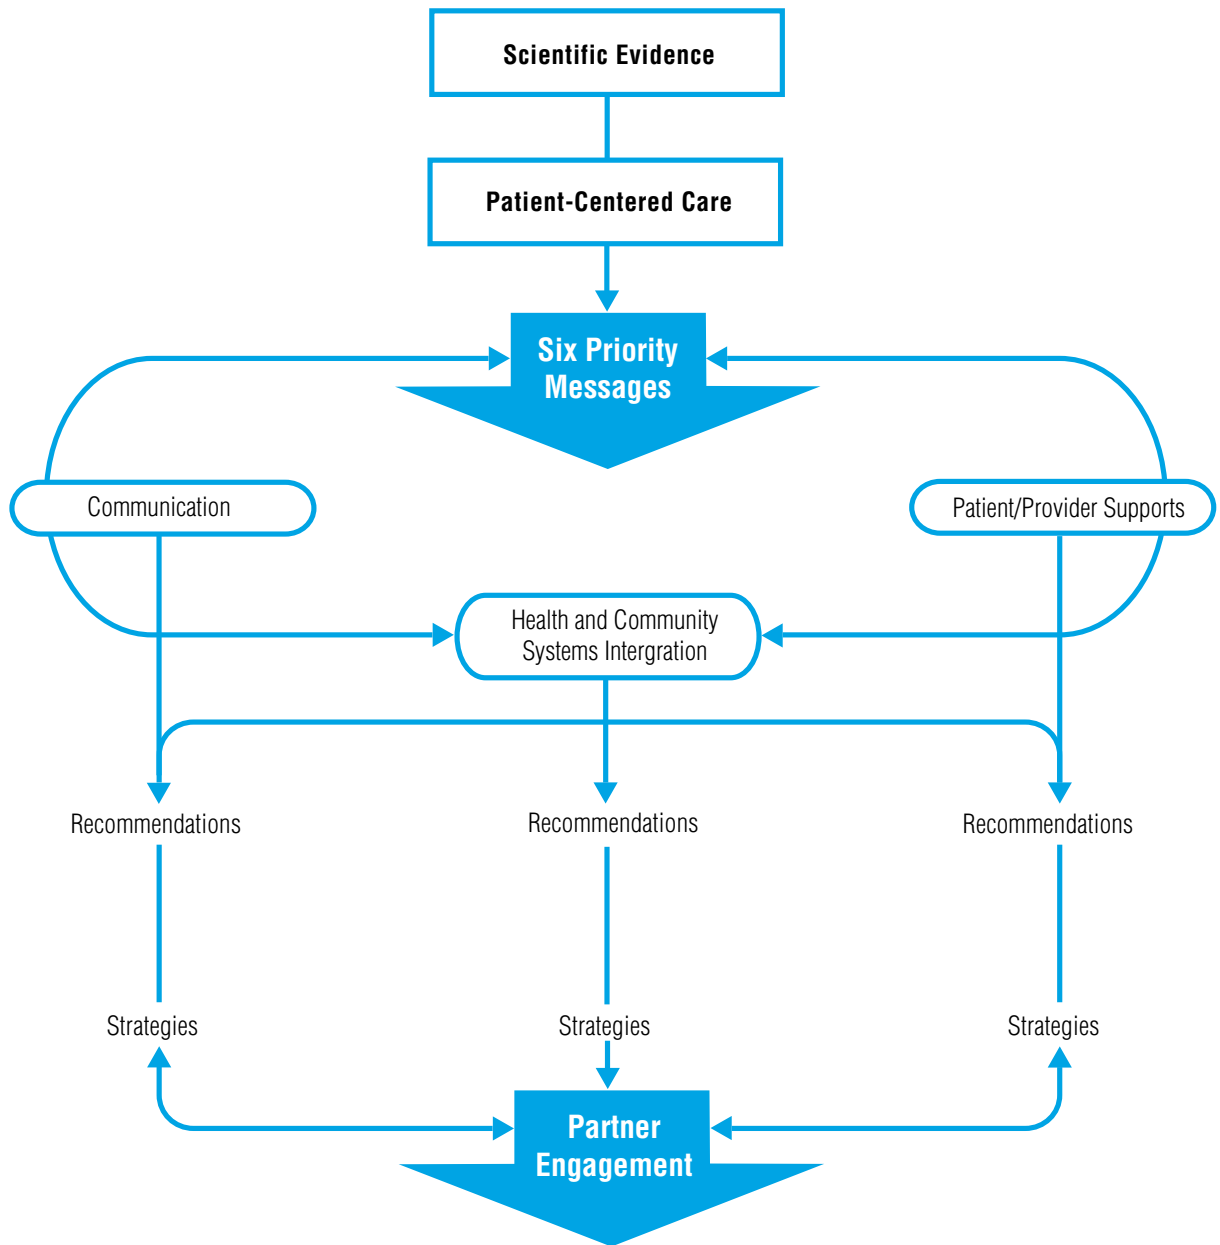 Scientific Evidence
Patient-Centered Care
Six Priority
Messages
Communication
Patient/Provider Supports
Health and Community
Systems Intergration
Recommendations
Recommendations
Recommendations
Strategies
Strategies
Strategies
Partner
Engagement